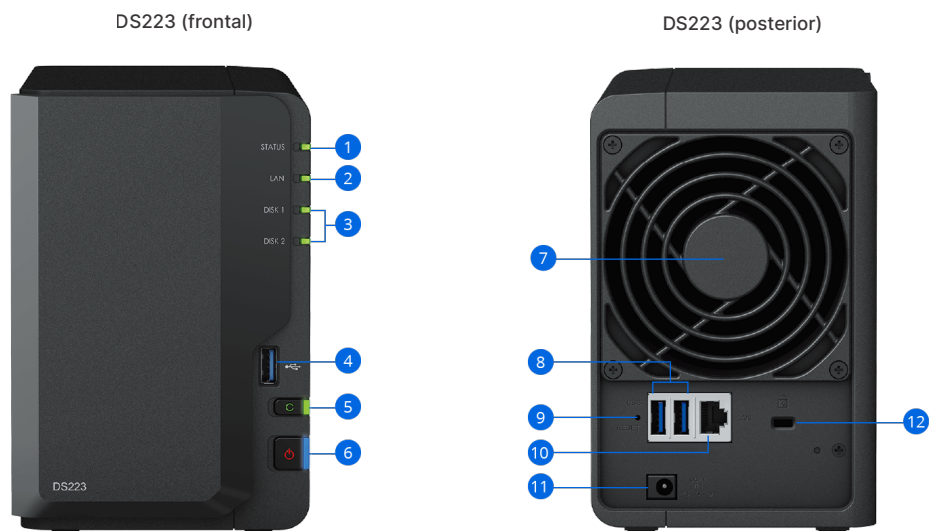 DS223 (frontal)
DS223 (posterior)
STATUS
1
LAN
2
DISK 1
3
DISK 2
4
5
6
DS223
7
8
9
RESET
10
11
12